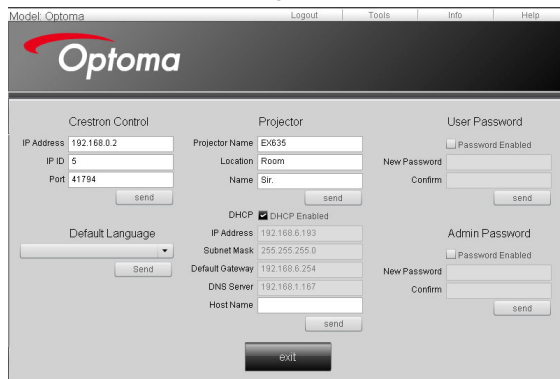 Model: Optoma
Logout Tools Info Help
Optoma
Crestron Control
IP Address 192.168.0.2
IP ID 5
Port 41794
send
Default Language
Send
Projector
Projector Name EX635
Location Room
Name Sir.
send
DHCP DHCP Enabled
IP Address 192.168.6.193
Subnet Mask 255.255.255.0
Default Gateway 192.168.6.254
DNS Server 192.168.1.167
Host Name
send
User Password
Password Enabled
New Password
Confirm
send
Admin Password
Password Enabled
New Password
Confirm
send
exit